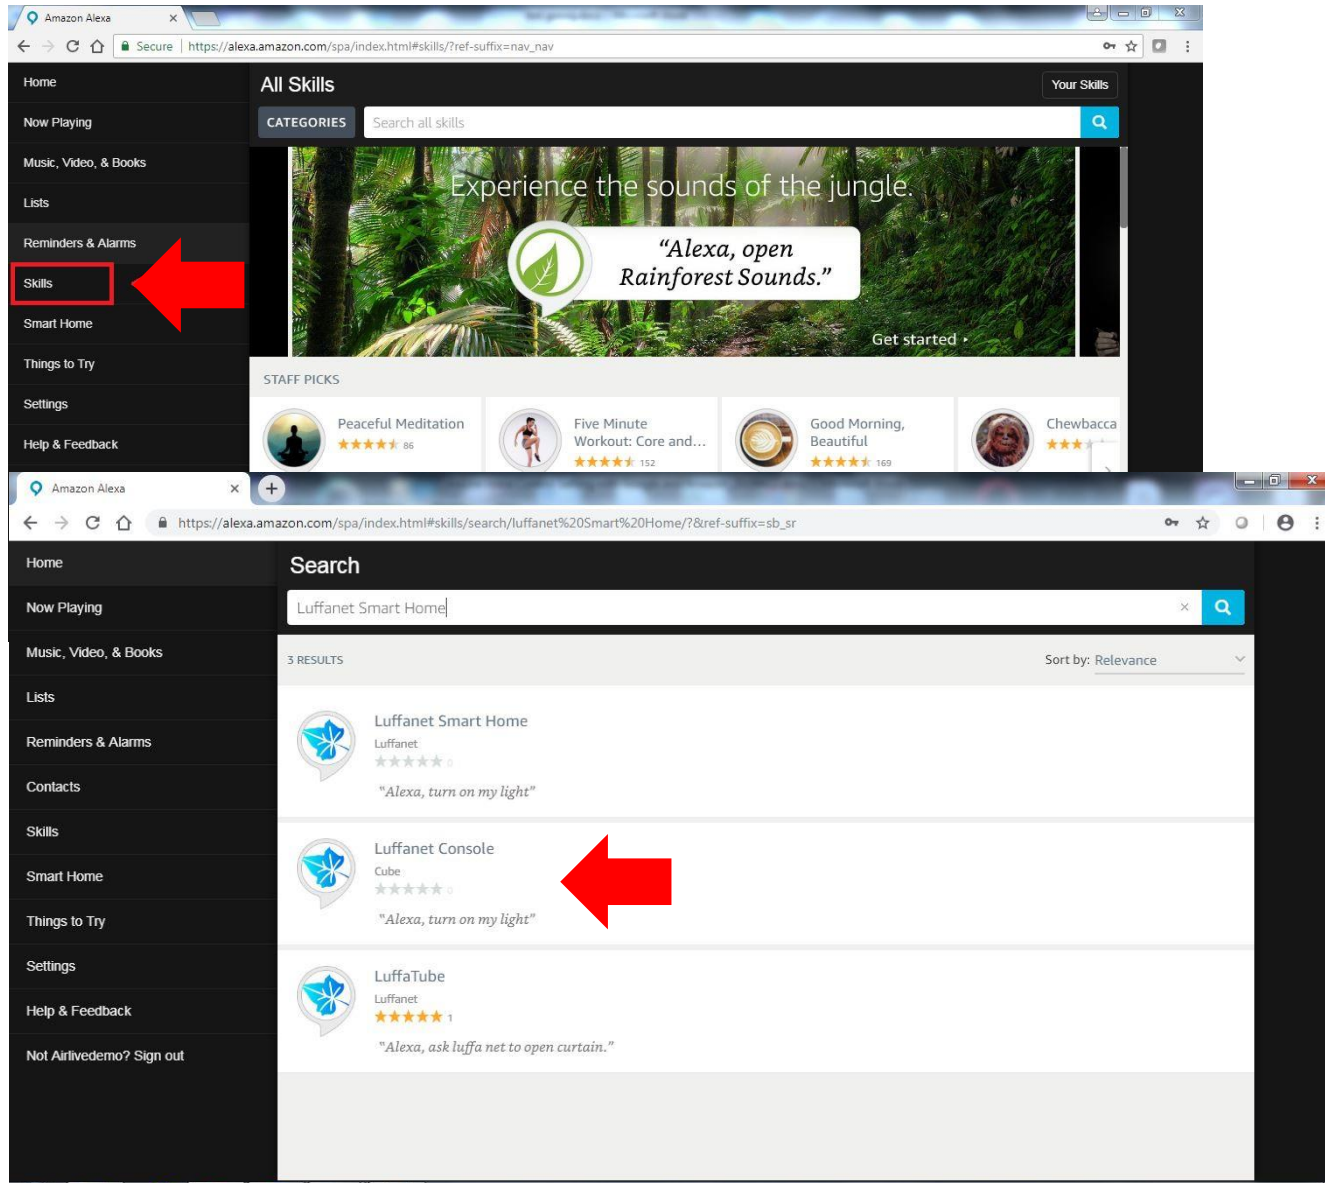 Amazon Alexa
Secure
https://alexa.amazon.com/spa/index.html#skills/?ref-suffix=nav_nav
Home
Now Playing
Music, Video, & Books
Lists
Reminders & Alarms
Skills
Smart Home
Things to Try
Settings
Help & Feedback
All Skills
Your Skills
CATEGORIES
Search all skills
Experience the sounds of the jungle.
“Alexa, open
Rainforest Sounds.”
Get started
STAFF PICKS
Peaceful Meditation
86
Five Minute
Workout: Core and...
152
Good Morning,
Beautiful
169
Chewbacca
Amazon Alexa
https://alexa.amazon.com/spa/index.html#skills/search/luffanet%20Smart%20Home/?&ref-suffix=sb_sr
Home
Now Playing
Music, Video, & Books
Lists
Reminders & Alarms
Contacts
Skills
Smart Home
Things to Try
Settings
Help & Feedback
Not Airlivedemo? Sign out
Search
Luffanet Smart Home
3 RESULTS
Sort by: Relevance
Luffanet Smart Home
Luffanet
0
“Alexa, turn on my light”
Luffanet Console
Cube
0
“Alexa, turn on my light”
LuffaTube
Luffanet
1
“Alexa, ask luffa net to open curtain.”